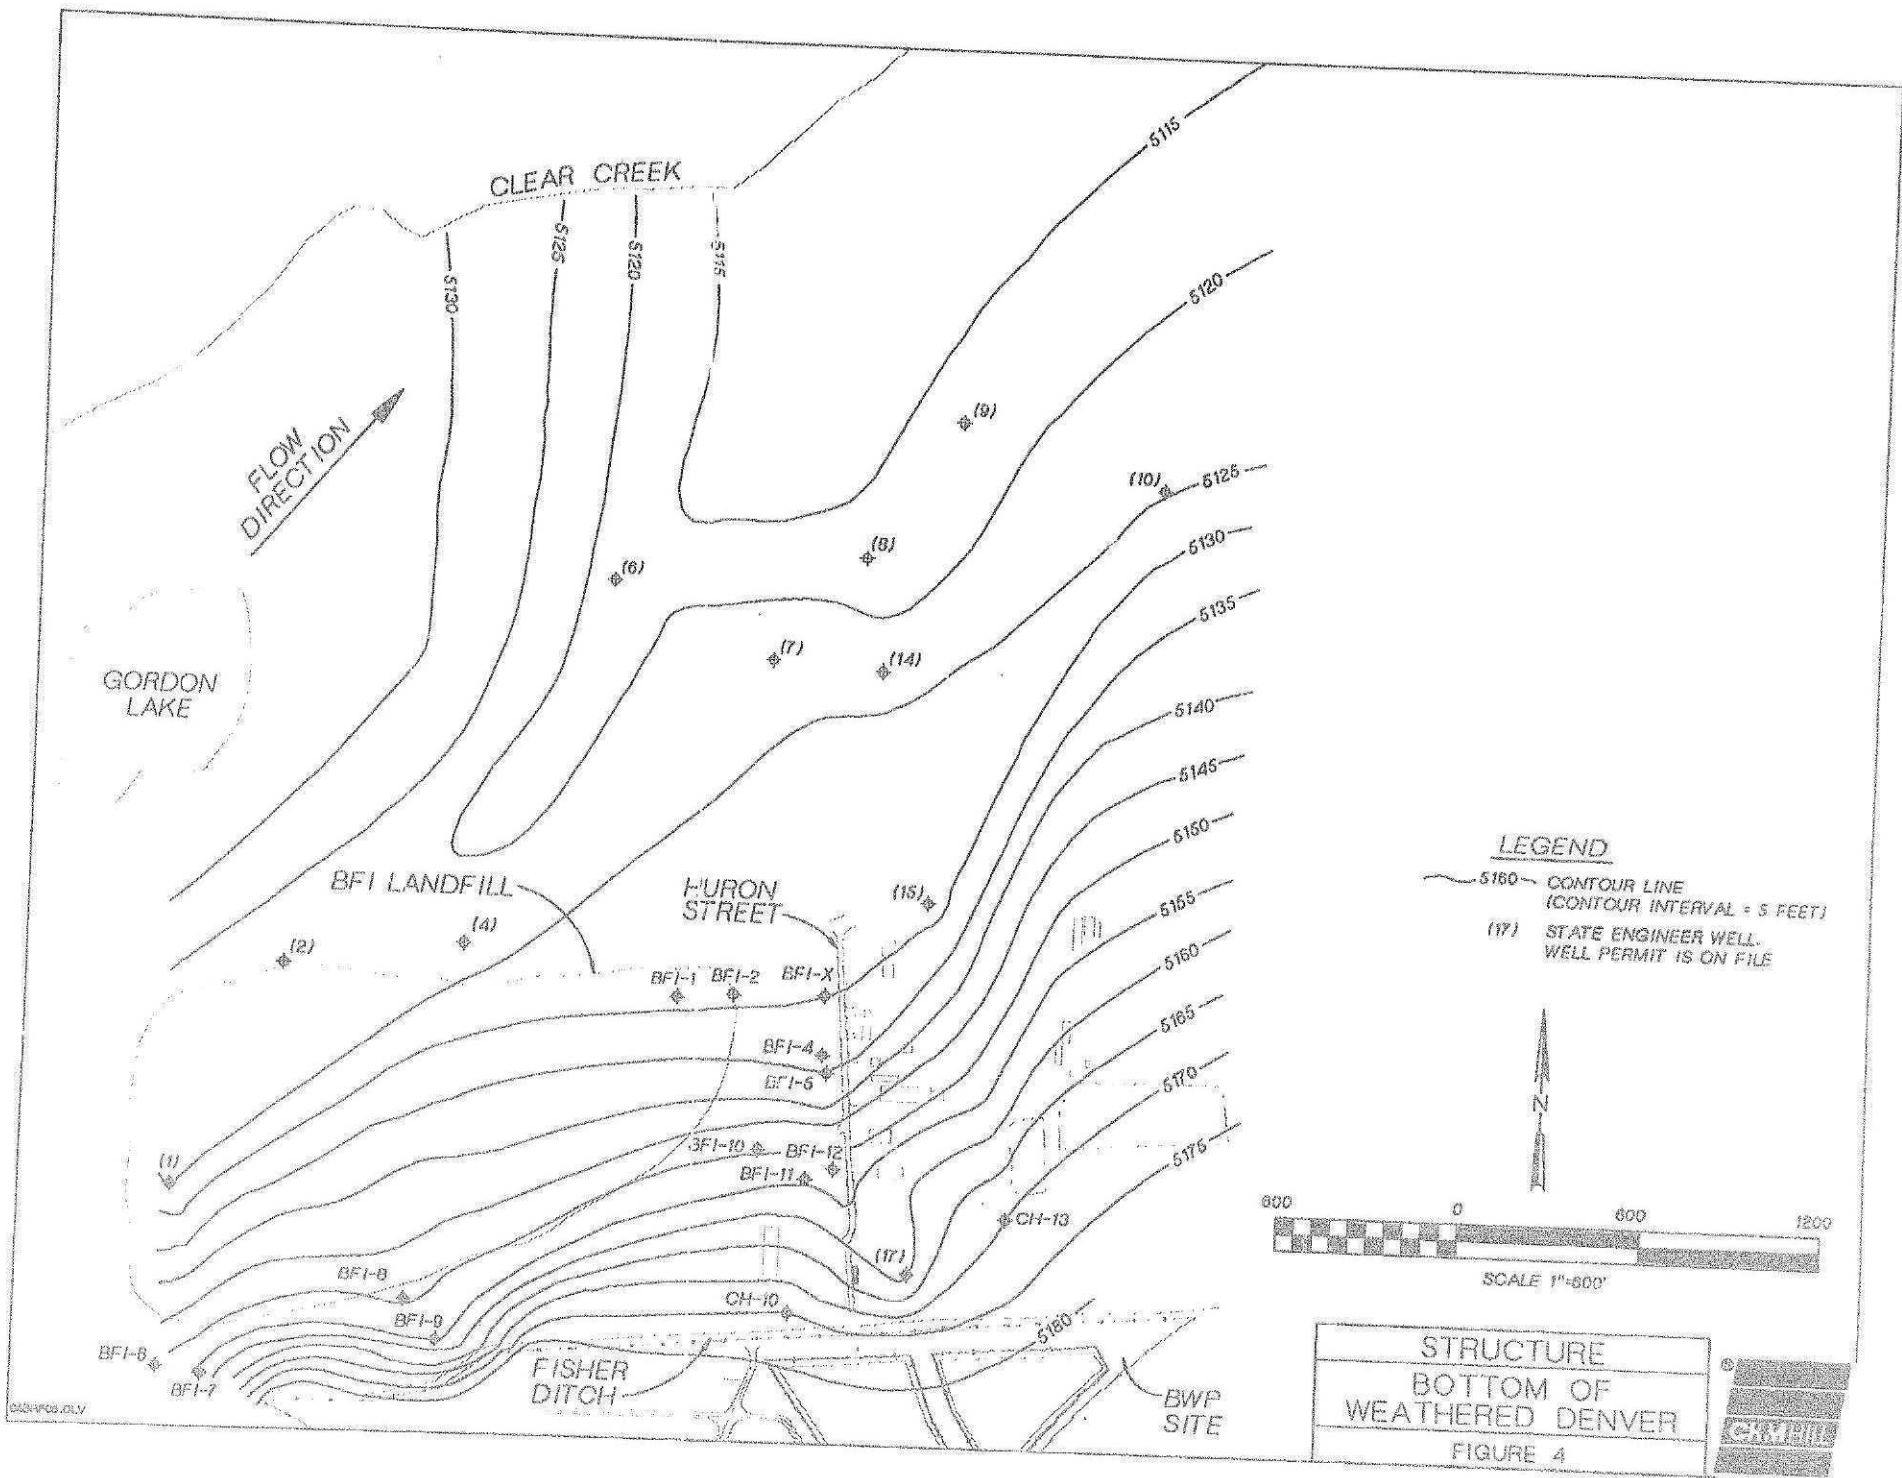 CLEAR CREEK
5115
5130
5125
5120
5115
5120
FLOW
DIRECTION
(9)
(10)
5125
5130
(8)
(6)
5135
(7)
(14)
GORDON
LAKE
5140
5145
5150
LEGEND
5160 CONTOUR LINE
(CONTOUR INTERVAL = 5 FEET)
(17) STATE ENGINEER WELL.
WELL PERMIT IS ON FILE
BFI LANDFILL
HURON
STREET
(15)
5155
(2)
(4)
5160
BFI-1
BFI-2
BFI-X
5165
BFI-4
BFI-5
5170
N
5175
(1)
BFI-10
BFI-12
BFI-11
CH-13
600
0
600
1200
SCALE 1"=600'
(17)
BFI-8
CH-10
BFI-9
5180
BFI-6
BFI-7
FISHER
DITCH
BWP
SITE
STRUCTURE
BOTTOM OF
WEATHERED DENVER
FIGURE 4
CH2M HILL